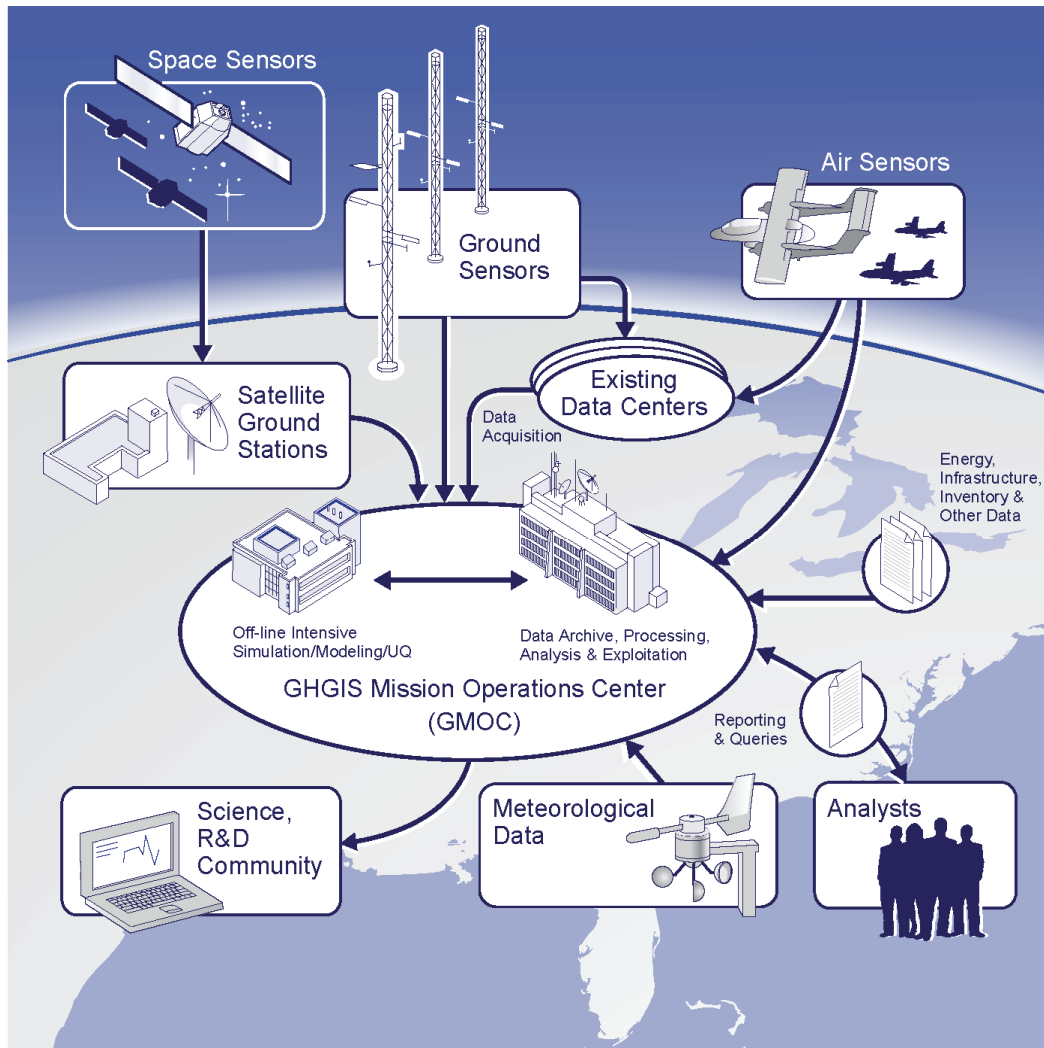 Space Sensors
Air Sensors
Ground
Sensors
Existing
Data Centers
Satellite
Ground
Stations
Data
Acquisition
Energy,
Infrastructure,
Inventory &
Other Data
Off-line Intensive
Simulation/Modeling/UQ
Data Archive, Processing,
Analysis & Exploitation
GHGIS Mission Operations Center
(GMOC)
Reporting
& Queries
Science,
R&D
Community
Meteorological
Data
Analysts